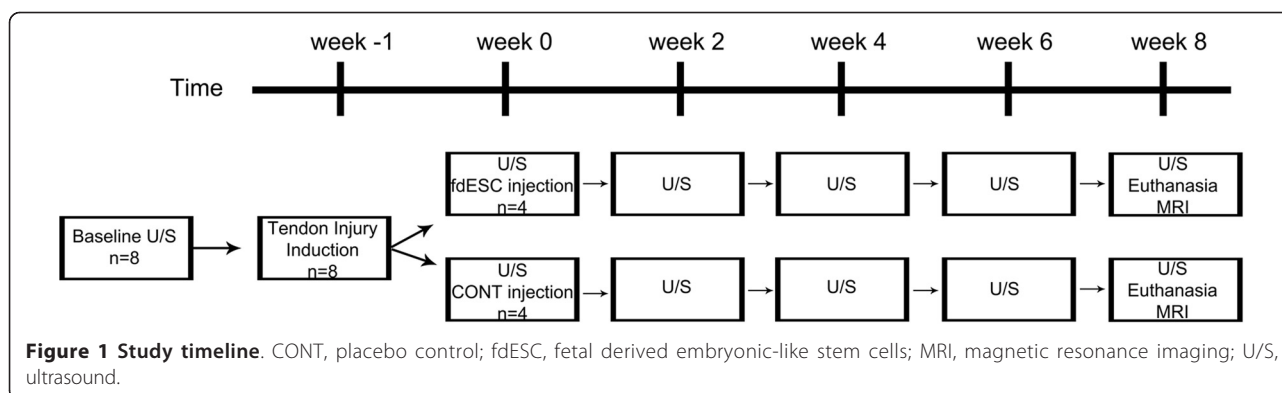 week -1 week 0 week 2 week 4 week 6 week 8
Time
U/S
fdESC injection
n=4
U/S
U/S
U/S
U/S
Euthanasia
MRI
Baseline U/S
n=8
Tendon Injury
Induction
n=8
U/S
CONT injection
n=4
U/S
U/S
U/S
U/S
Euthanasia
MRI
Figure 1 Study timeline. CONT, placebo control; fdESC, fetal derived embryonic-like stem cells; MRI, magnetic resonance imaging; U/S,
ultrasound.